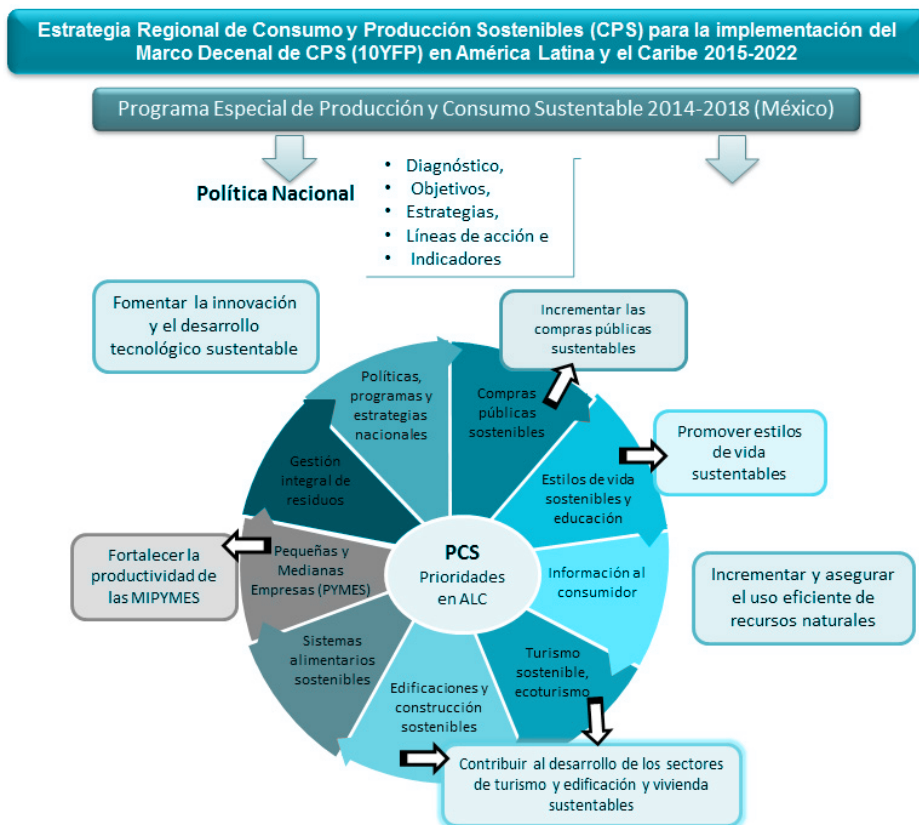 Estrategia Regional de Consumo y Producción Sostenibles (CPS) para la implementación del
Marco Decenal de CPS (10YFP) en América Latina y el Caribe 2015-2022
Programa Especial de Producción y Consumo Sustentable 2014-2018 (México)
Política Nacional
• Diagnóstico,
• Objetivos,
• Estrategias,
• Líneas de acción e
• Indicadores
Fomentar la innovación
y el desarrollo
tecnológico sustentable
Incrementar las
compras públicas
sustentables
Políticas,
programas y
estrategias
nacionales
Compras
públicas
sostenibles
Promover estilos
de vida
sustentables
Gestión
integral de
residuos
Estilos de vida
sostenibles y
educación
Fortalecer la
productividad de
las MIPYMES
Pequeñas y
Medianas
Empresas (PYMES)
PCS
Prioridades
en ALC
Información al
consumidor
Incrementar y asegurar
el uso eficiente de
recursos naturales
Sistemas
alimentarios
sostenibles
Edificaciones y
construcción
sostenibles
Turismo
sostenible,
ecoturismo
Contribuir al desarrollo de los sectores
de turismo y edificación y vivienda
sustentables